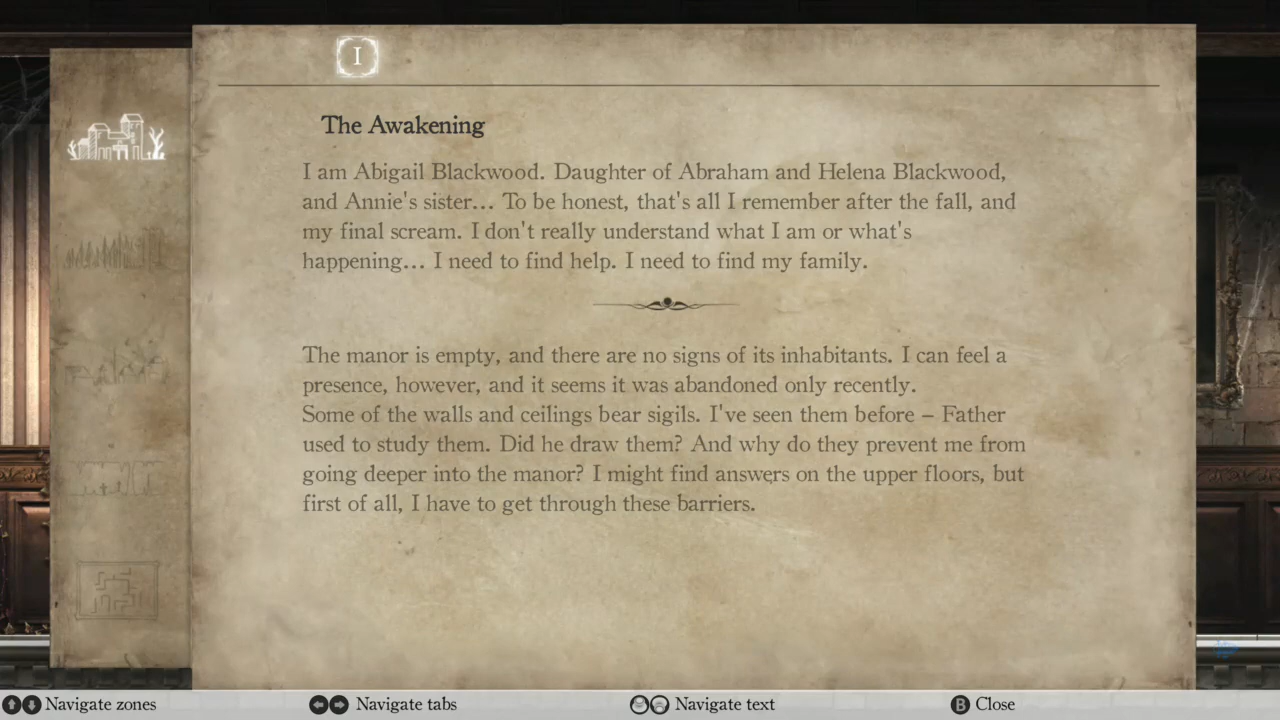 I
The Awakening
I am Abigail Blackwood. Daughter of Abraham and Helena Blackwood,
and Annie's sister... To be honest, that's all I remember after the fall, and
my final scream. I don't really understand what I am or what's
happening... I need to find help. I need to find my family.
The manor is empty, and there are no signs of its inhabitants. I can feel a
presence, however, and it seems it was abandoned only recently.
Some of the walls and ceilings bear sigils. I've seen them before – Father
used to study them. Did he draw them? And why do they prevent me from
going deeper into the manor? I might find answers on the upper floors, but
first of all, I have to get through these barriers.
Navigate zones Navigate tabs Navigate text B Close